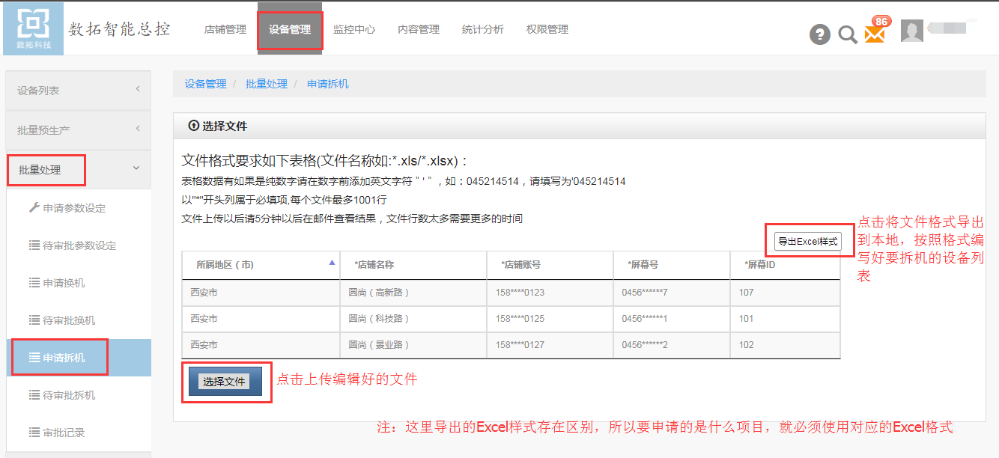 数拓科技
数拓智能总控
店铺管理
设备管理
监控中心
内容管理
统计分析
权限管理
?
86
设备列表
批量预生产
批量处理
申请参数设定
待审批参数设定
申请换机
待审批换机
申请拆机
待审批拆机
审批记录
设备管理 / 批量处理 / 申请拆机
选择文件
文件格式要求如下表格(文件名称如:*.xls/*.xlsx)：
表格数据有如果是纯数字请在数字前添加英文字符 " ' " ，如：045214514，请填写为'045214514
以"*"开头列属于必填项,每个文件最多1001行
文件上传以后请5分钟以后在邮件查看结果，文件行数太多需要更多的时间
导出Excel样式
点击将文件格式导出
到本地，按照格式编
写好要拆机的设备列
表
所属地区（市） *店铺名称 *店铺账号 *屏幕号 *屏幕ID
西安市 圆尚（高新路） 158****0123 0456******7 107
西安市 圆尚（科技路） 158****0125 0456******1 101
西安市 圆尚（景业路） 158****0127 0456******2 102
选择文件
点击上传编辑好的文件
注：这里导出的Excel样式存在区别，所以要申请的是什么项目，就必须使用对应的Excel格式